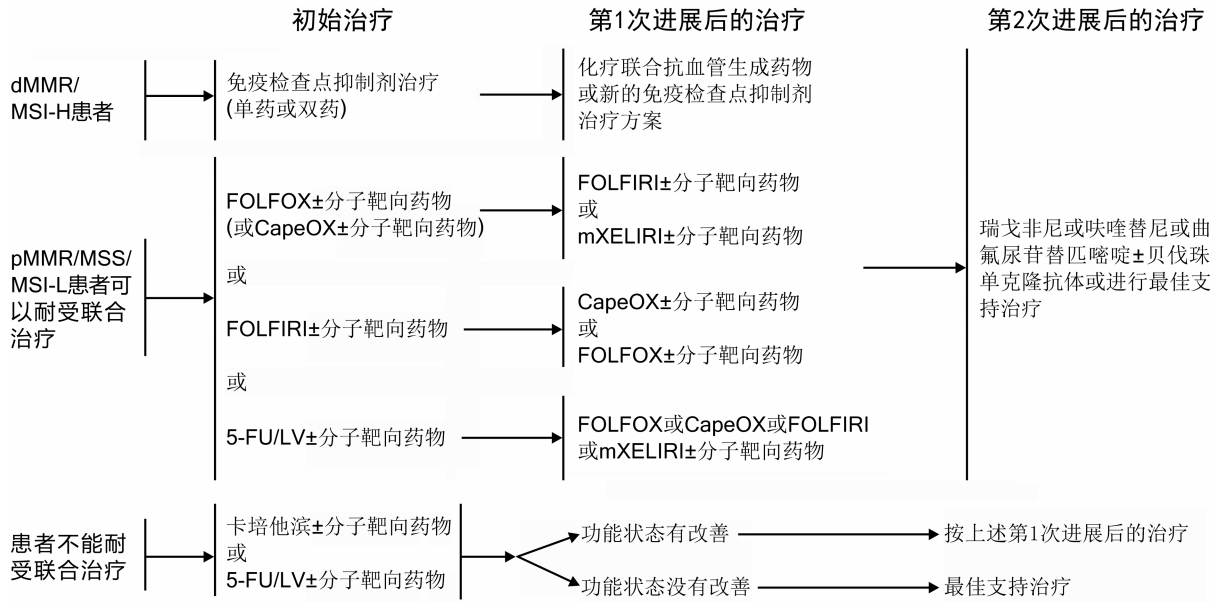 初始治疗
第1次进展后的治疗
第2次进展后的治疗
dMMR/
MSI-H患者
免疫检查点抑制剂治疗
(单药或双药)
化疗联合抗血管生成药物
或新的免疫检查点抑制剂
治疗方案
pMMR/MSS/
MSI-L患者可
以耐受联合
治疗
FOLFOX±分子靶向药物
(或CapeOX±分子靶向药物)
或
FOLFIRI±分子靶向药物
或
5-FU/LV±分子靶向药物
FOLFIRI±分子靶向药物
或
mXELIRI±分子靶向药物
CapeOX±分子靶向药物
或
FOLFOX±分子靶向药物
FOLFOX或CapeOX或FOLFIRI
或mXELIRI±分子靶向药物
瑞戈非尼或呋喹替尼或曲
氟尿苷替匹嘧啶±贝伐珠
单克隆抗体或进行最佳支
持治疗
患者不能耐
受联合治疗
卡培他滨±分子靶向药物
或
5-FU/LV±分子靶向药物
功能状态有改善
按上述第1次进展后的治疗
功能状态没有改善
最佳支持治疗